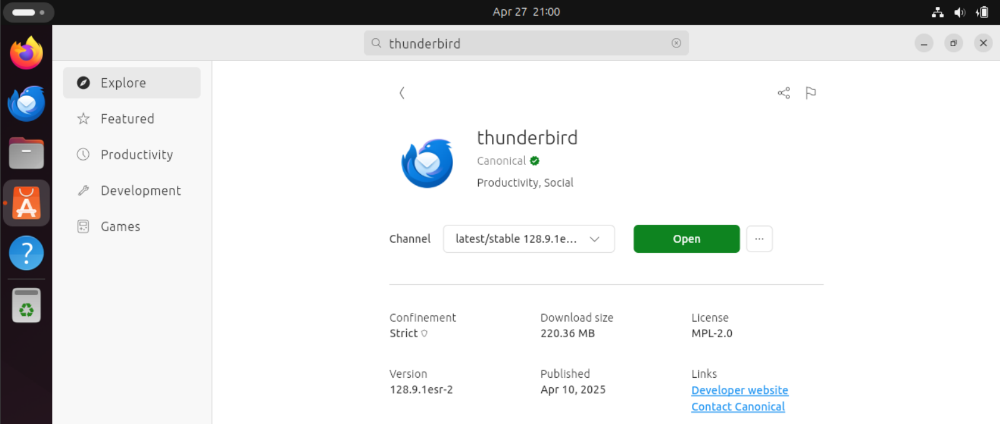 Apr 27 21:00
thunderbird
Explore
Featured
Productivity
Development
Games
thunderbird
Canonical
Productivity, Social
Channel
latest/stable 128.9.1e...
Open
...
Confinement
Strict
Download size
220.36 MB
License
MPL-2.0
Version
128.9.1esr-2
Published
Apr 10, 2025
Links
Developer website
Contact Canonical